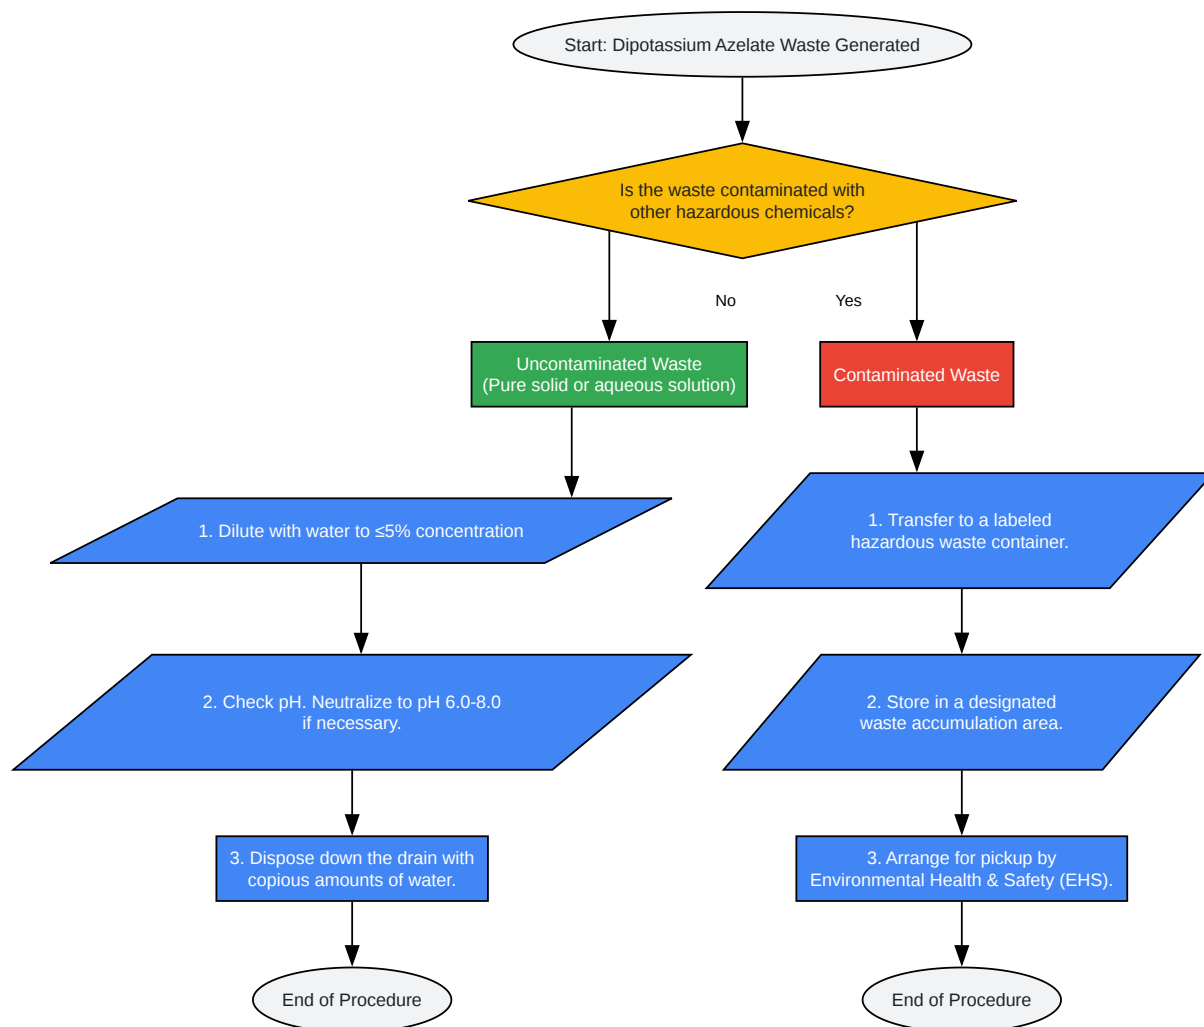 Start: Dipotassium Azelate Waste Generated
Is the waste contaminated with
other hazardous chemicals?
No
Yes
Uncontaminated Waste
(Pure solid or aqueous solution)
Contaminated Waste
1. Dilute with water to ≤5% concentration
1. Transfer to a labeled
hazardous waste container.
2. Check pH. Neutralize to pH 6.0-8.0
if necessary.
2. Store in a designated
waste accumulation area.
3. Dispose down the drain with
copious amounts of water.
3. Arrange for pickup by
Environmental Health & Safety (EHS).
End of Procedure
End of Procedure